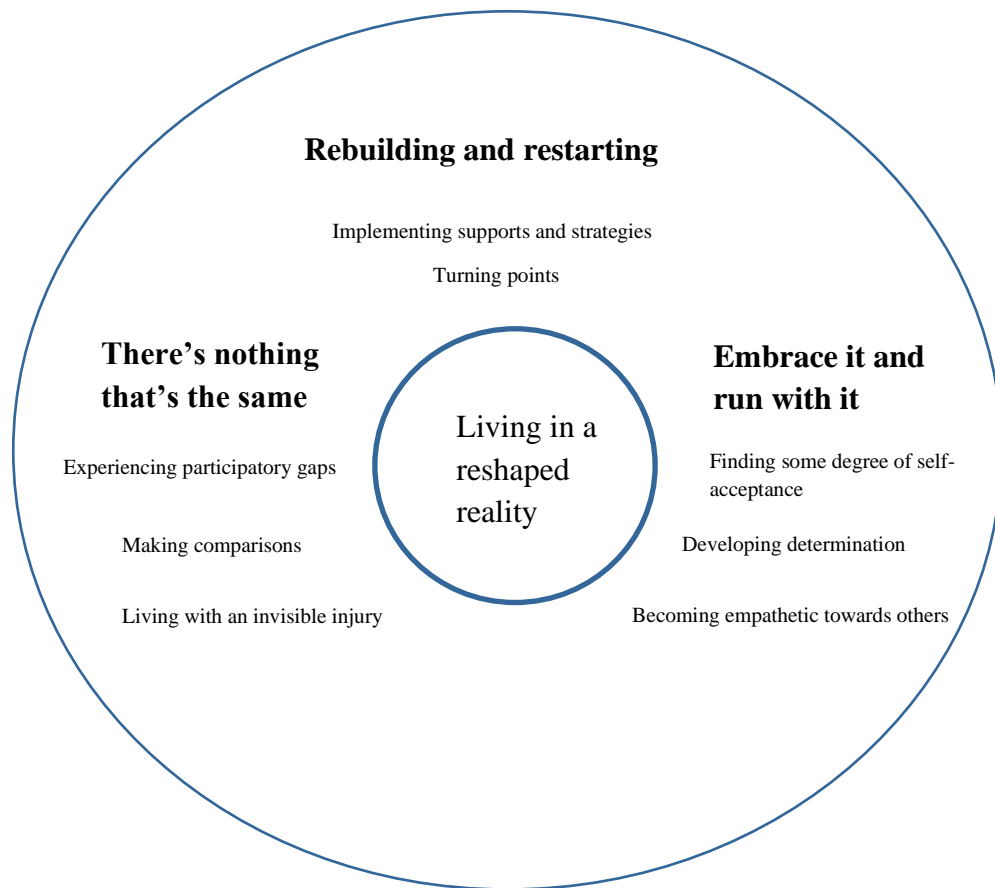 Rebuilding and restarting
Implementing supports and strategies
Turning points
There’s nothing
that’s the same
Experiencing participatory gaps
Making comparisons
Living with an invisible injury
Living in a
reshaped
reality
Embrace it and
run with it
Finding some degree of self-
acceptance
Developing determination
Becoming empathetic towards others